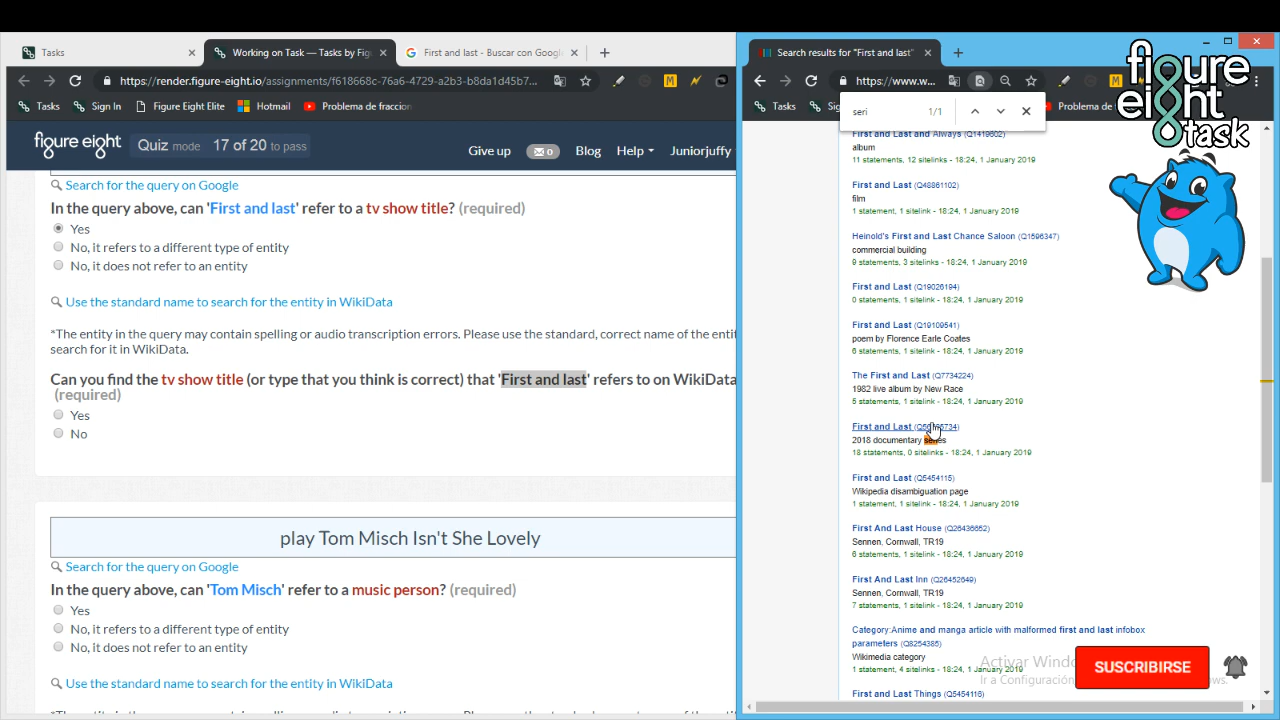 Tasks
Working on Task — Tasks by Fig
First and last - Buscar con Google
https://render.figure-eight.io/assignments/f618668c-76a6-4729-a2b3-b8da1d45b7...
Tasks
Sign In
Figure Eight Elite
Hotmail
Problema de fraccion
figure eight
Quiz mode
17 of 20 to pass
Give up
0
Blog
Help
Juniorjuffy
Search for the query on Google
In the query above, can 'First and last' refer to a tv show title? (required)
Yes
No, it refers to a different type of entity
No, it does not refer to an entity
Use the standard name to search for the entity in WikiData
*The entity in the query may contain spelling or audio transcription errors. Please use the standard, correct name of the entity
search for it in WikiData.
Can you find the tv show title (or type that you think is correct) that 'First and last' refers to on WikiData
(required)
Yes
No
play Tom Misch Isn't She Lovely
Search for the query on Google
In the query above, can 'Tom Misch' refer to a music person? (required)
Yes
No, it refers to a different type of entity
No, it does not refer to an entity
Use the standard name to search for the entity in WikiData
Search results for "First and last"
https://www.w...
Tasks
Problema de
seri
1/1
First and Last and Always (Q1419602)
album
11 statements, 12 sitelinks - 18:24, 1 January 2019
First and Last (Q48861102)
film
1 statement, 1 sitelink - 18:24, 1 January 2019
Heinold's First and Last Chance Saloon (Q1596347)
commercial building
9 statements, 3 sitelinks - 18:24, 1 January 2019
First and Last (Q19026194)
0 statements, 1 sitelink - 18:24, 1 January 2019
First and Last (Q19109541)
poem by Florence Earle Coates
6 statements, 1 sitelink - 18:24, 1 January 2019
The First and Last (Q7734224)
1982 live album by New Race
5 statements, 1 sitelink - 18:24, 1 January 2019
First and Last
2018 documentary series
18 statements, 0 sitelinks - 18:24, 1 January 2019
First and Last (Q5454115)
Wikipedia disambiguation page
1 statement, 1 sitelink - 18:24, 1 January 2019
First And Last House (Q26436652)
Sennen, Cornwall, TR19
6 statements, 1 sitelink - 18:24, 1 January 2019
First And Last Inn (Q26452649)
Sennen, Cornwall, TR19
7 statements, 1 sitelink - 18:24, 1 January 2019
Category:Anime and manga article with malformed first and last infobox
parameters (Q8254385)
Wikimedia category
1 statement, 4 sitelinks - 18:24, 1 January 2019
First and Last Things (Q5454116)
figure
eight
task
Activar Windo
Ir a Configuración
SUSCRIBIRSE